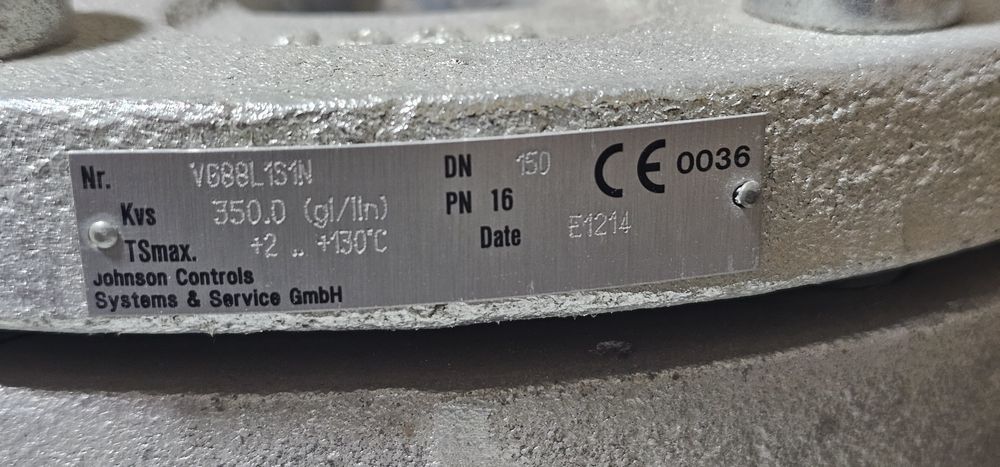 Nr. VG88L1S1N DN 150 CE 0036
Kvs 350.0 (gl/lin) PN 16
TSmax. +2 .. +130°C Date E1214
Johnson Controls
Systems & Service GmbH